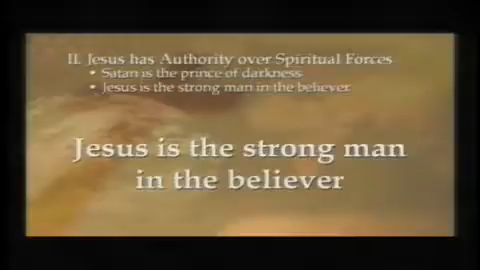 II. Jesus has Authority over Spiritual Forces
• Satan is the prince of darkness
• Jesus is the strong man in the believer
Jesus is the strong man
in the believer